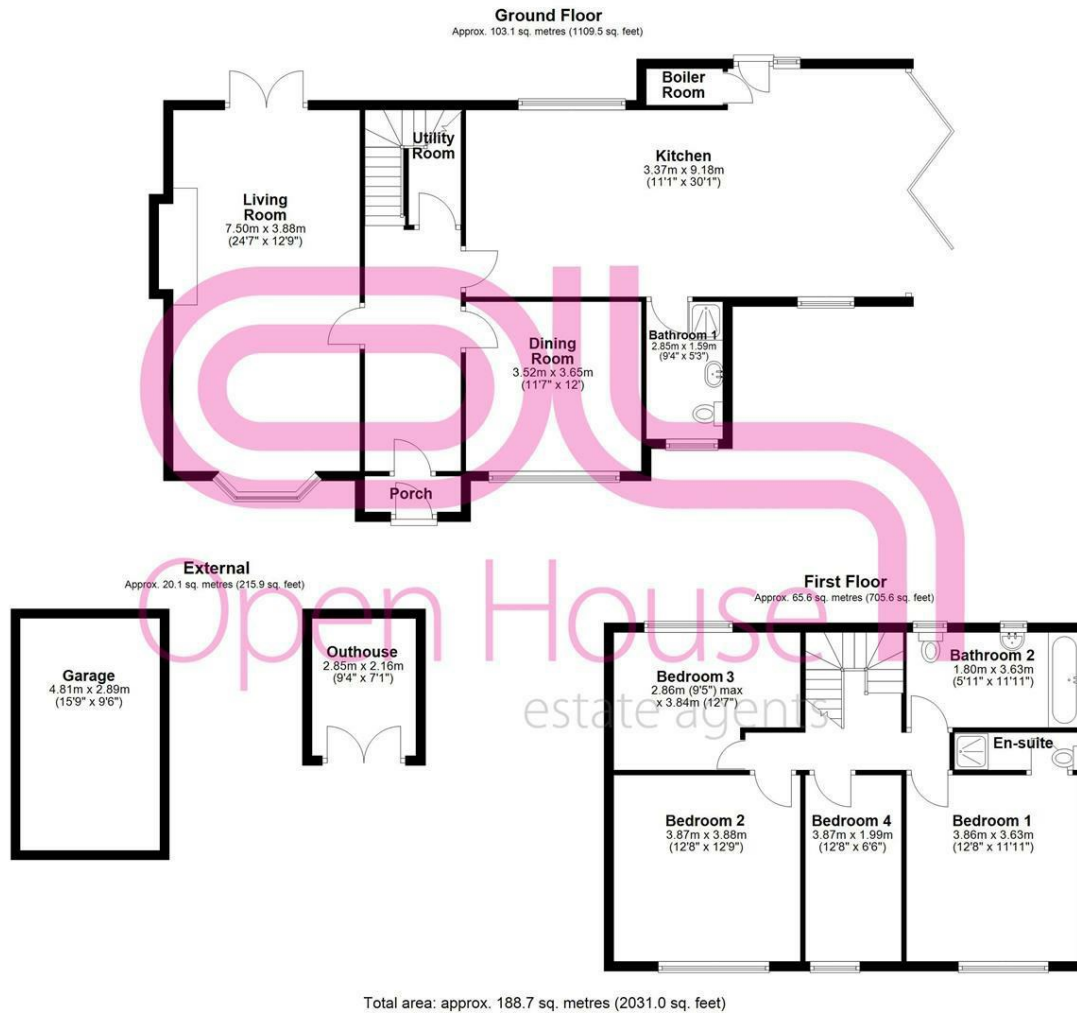 Ground Floor
Approx. 103.1 sq. metres (1109.5 sq. feet)
Boiler
Room
Utility
Room
Kitchen
3.37m x 9.18m
(11'1" x 30'1")
Living
Room
7.50m x 3.88m
(24'7" x 12'9")
Dining
Room
3.52m x 3.65m
(11'7" x 12')
Bathroom 1
2.85m x 1.59m
(9'4" x 5'3")
Porch
External
Approx. 20.1 sq. metres (215.9 sq. feet)
Garage
4.81m x 2.89m
(15'9" x 9'6")
Outhouse
2.85m x 2.16m
(9'4" x 7'1")
Open House
estate agents
First Floor
Approx. 65.6 sq. metres (705.6 sq. feet)
Bedroom 3
2.86m (9'5") max
x 3.84m (12'7")
Bathroom 2
1.80m x 3.63m
(5'11" x 11'11")
En-suite
Bedroom 2
3.87m x 3.88m
(12'8" x 12'9")
Bedroom 4
3.87m x 1.99m
(12'8" x 6'6")
Bedroom 1
3.86m x 3.63m
(12'8" x 11'11")
Total area: approx. 188.7 sq. metres (2031.0 sq. feet)